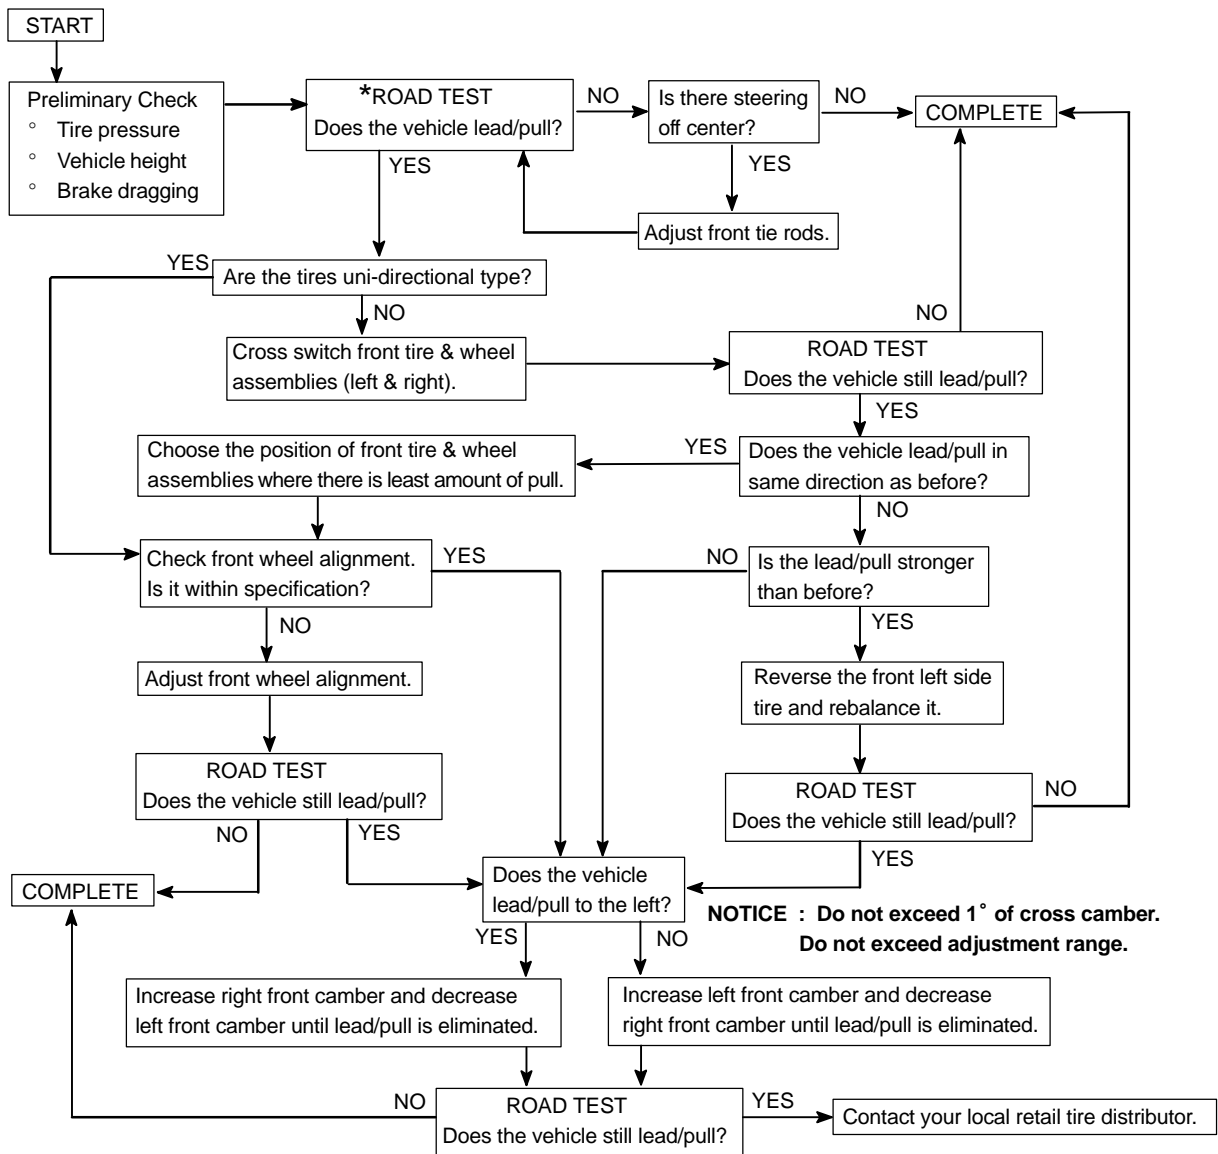 START
Preliminary Check
° Tire pressure
° Vehicle height
° Brake dragging
*ROAD TEST
Does the vehicle lead/pull?
NO
Is there steering
off center?
NO
COMPLETE
YES
YES
Adjust front tie rods.
YES
Are the tires uni-directional type?
NO
Cross switch front tire & wheel
assemblies (left & right).
NO
ROAD TEST
Does the vehicle still lead/pull?
YES
Choose the position of front tire & wheel
assemblies where there is least amount of pull.
YES
Does the vehicle lead/pull in
same direction as before?
NO
Check front wheel alignment.
Is it within specification?
YES
NO
Is the lead/pull stronger
than before?
NO
YES
Adjust front wheel alignment.
Reverse the front left side
tire and rebalance it.
ROAD TEST
Does the vehicle still lead/pull?
NO
YES
ROAD TEST
Does the vehicle still lead/pull?
NO
YES
COMPLETE
Does the vehicle
lead/pull to the left?
NOTICE : Do not exceed 1° of cross camber.
Do not exceed adjustment range.
YES
NO
Increase right front camber and decrease
left front camber until lead/pull is eliminated.
Increase left front camber and decrease
right front camber until lead/pull is eliminated.
NO
ROAD TEST
Does the vehicle still lead/pull?
YES
Contact your local retail tire distributor.